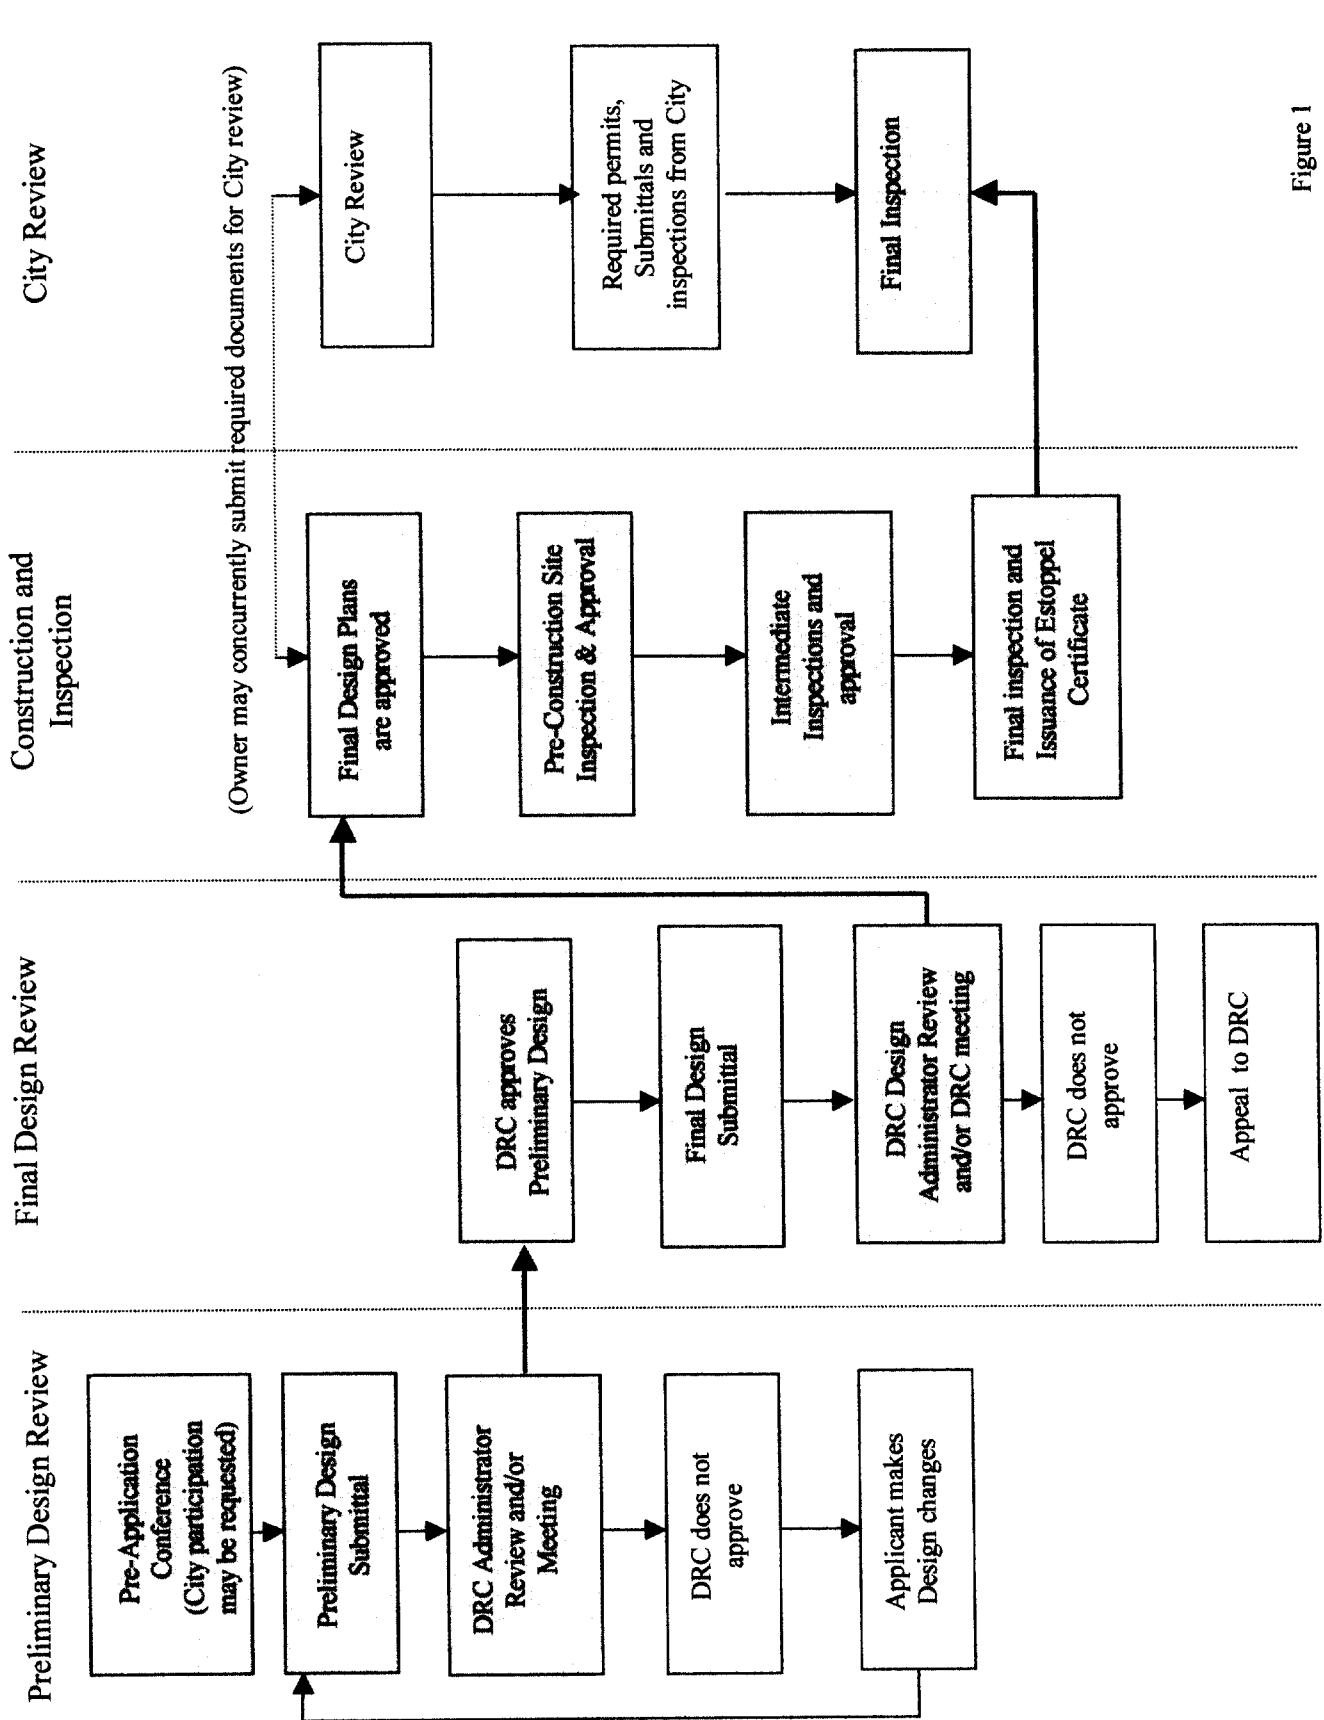 Preliminary Design Review
Pre-Application
Conference
(City participation
may be requested)
Preliminary Design
Submittal
DRC Administrator
Review and/or
Meeting
DRC does not
approve
Applicant makes
Design changes
Final Design Review
DRC approves
Preliminary Design
Final Design
Submittal
DRC Design
Administrator Review
and/or DRC meeting
DRC does not
approve
Appeal to DRC
Construction and
Inspection
(Owner may concurrently submit required documents for City review)
Final Design Plans
are approved
Pre-Construction Site
Inspection & Approval
Intermediate
Inspections and
approval
Final inspection and
Issuance of Estoppel
Certificate
City Review
City Review
Required permits,
Submittals and
inspections from City
Final Inspection
Figure 1